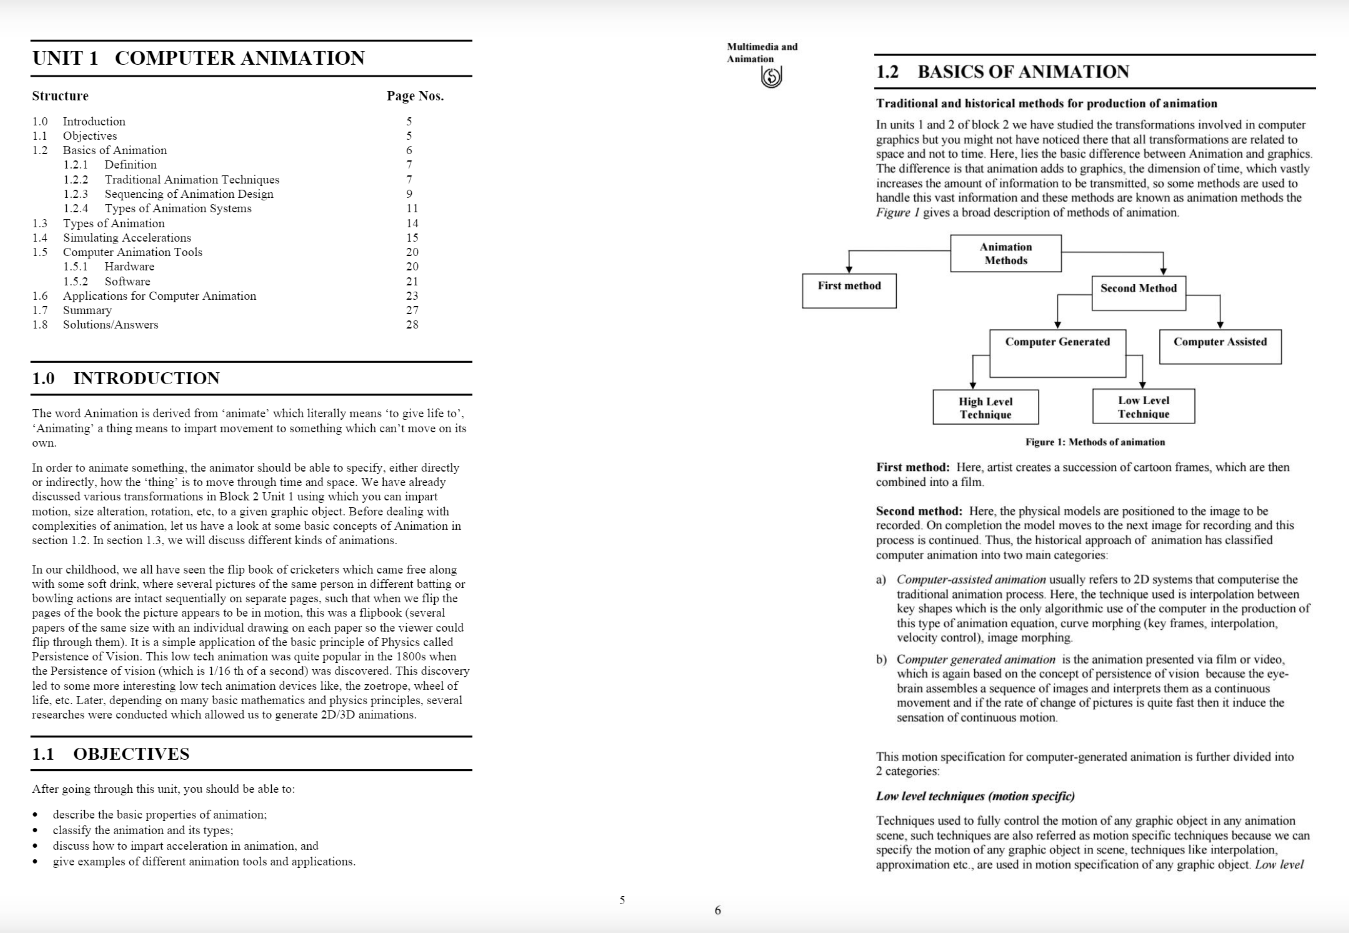 UNIT 1 COMPUTER ANIMATION
Structure Page Nos.
1.0 Introduction 5
1.1 Objectives 5
1.2 Basics of Animation 6
1.2.1 Definition 7
1.2.2 Traditional Animation Techniques 7
1.2.3 Sequencing of Animation Design 9
1.2.4 Types of Animation Systems 11
1.3 Types of Animation 14
1.4 Simulating Accelerations 15
1.5 Computer Animation Tools 20
1.5.1 Hardware 20
1.5.2 Software 21
1.6 Applications for Computer Animation 23
1.7 Summary 27
1.8 Solutions/Answers 28
1.0 INTRODUCTION
The word Animation is derived from ‘animate’ which literally means ‘to give life to’,
‘Animating’ a thing means to impart movement to something which can’t move on its
own.
In order to animate something, the animator should be able to specify, either directly
or indirectly, how the ‘thing’ is to move through time and space. We have already
discussed various transformations in Block 2 Unit 1 using which you can impart
motion, size alteration, rotation, etc, to a given graphic object. Before dealing with
complexities of animation, let us have a look at some basic concepts of Animation in
section 1.2. In section 1.3, we will discuss different kinds of animations.
In our childhood, we all have seen the flip book of cricketers which came free along
with some soft drink, where several pictures of the same person in different batting or
bowling actions are intact sequentially on separate pages, such that when we flip the
pages of the book the picture appears to be in motion, this was a flipbook (several
papers of the same size with an individual drawing on each paper so the viewer could
flip through them). It is a simple application of the basic principle of Physics called
Persistence of Vision. This low tech animation was quite popular in the 1800s when
the Persistence of vision (which is 1/16 th of a second) was discovered. This discovery
led to some more interesting low tech animation devices like, the zoetrope, wheel of
life, etc. Later, depending on many basic mathematics and physics principles, several
researches were conducted which allowed us to generate 2D/3D animations.
1.1 OBJECTIVES
After going through this unit, you should be able to:
• describe the basic properties of animation;
• classify the animation and its types;
• discuss how to impart acceleration in animation, and
• give examples of different animation tools and applications.
5
Multimedia and
Animation
1.2 BASICS OF ANIMATION
Traditional and historical methods for production of animation
In units 1 and 2 of block 2 we have studied the transformations involved in computer
graphics but you might not have noticed there that all transformations are related to
space and not to time. Here, lies the basic difference between Animation and graphics.
The difference is that animation adds to graphics, the dimension of time, which vastly
increases the amount of information to be transmitted, so some methods are used to
handle this vast information and these methods are known as animation methods the
Figure 1 gives a broad description of methods of animation.
Animation
Methods
First method
Second Method
Computer Generated
Computer Assisted
High Level
Technique
Low Level
Technique
Figure 1: Methods of animation
First method: Here, artist creates a succession of cartoon frames, which are then
combined into a film.
Second method: Here, the physical models are positioned to the image to be
recorded. On completion the model moves to the next image for recording and this
process is continued. Thus, the historical approach of animation has classified
computer animation into two main categories:
a) Computer-assisted animation usually refers to 2D systems that computerise the
traditional animation process. Here, the technique used is interpolation between
key shapes which is the only algorithmic use of the computer in the production of
this type of animation equation, curve morphing (key frames, interpolation,
velocity control), image morphing.
b) Computer generated animation is the animation presented via film or video,
which is again based on the concept of persistence of vision because the eye-
brain assembles a sequence of images and interprets them as a continuous
movement and if the rate of change of pictures is quite fast then it induce the
sensation of continuous motion.
This motion specification for computer-generated animation is further divided into
2 categories:
Low level techniques (motion specific)
Techniques used to fully control the motion of any graphic object in any animation
scene, such techniques are also referred as motion specific techniques because we can
specify the motion of any graphic object in scene, techniques like interpolation,
approximation etc., are used in motion specification of any graphic object. Low level
6